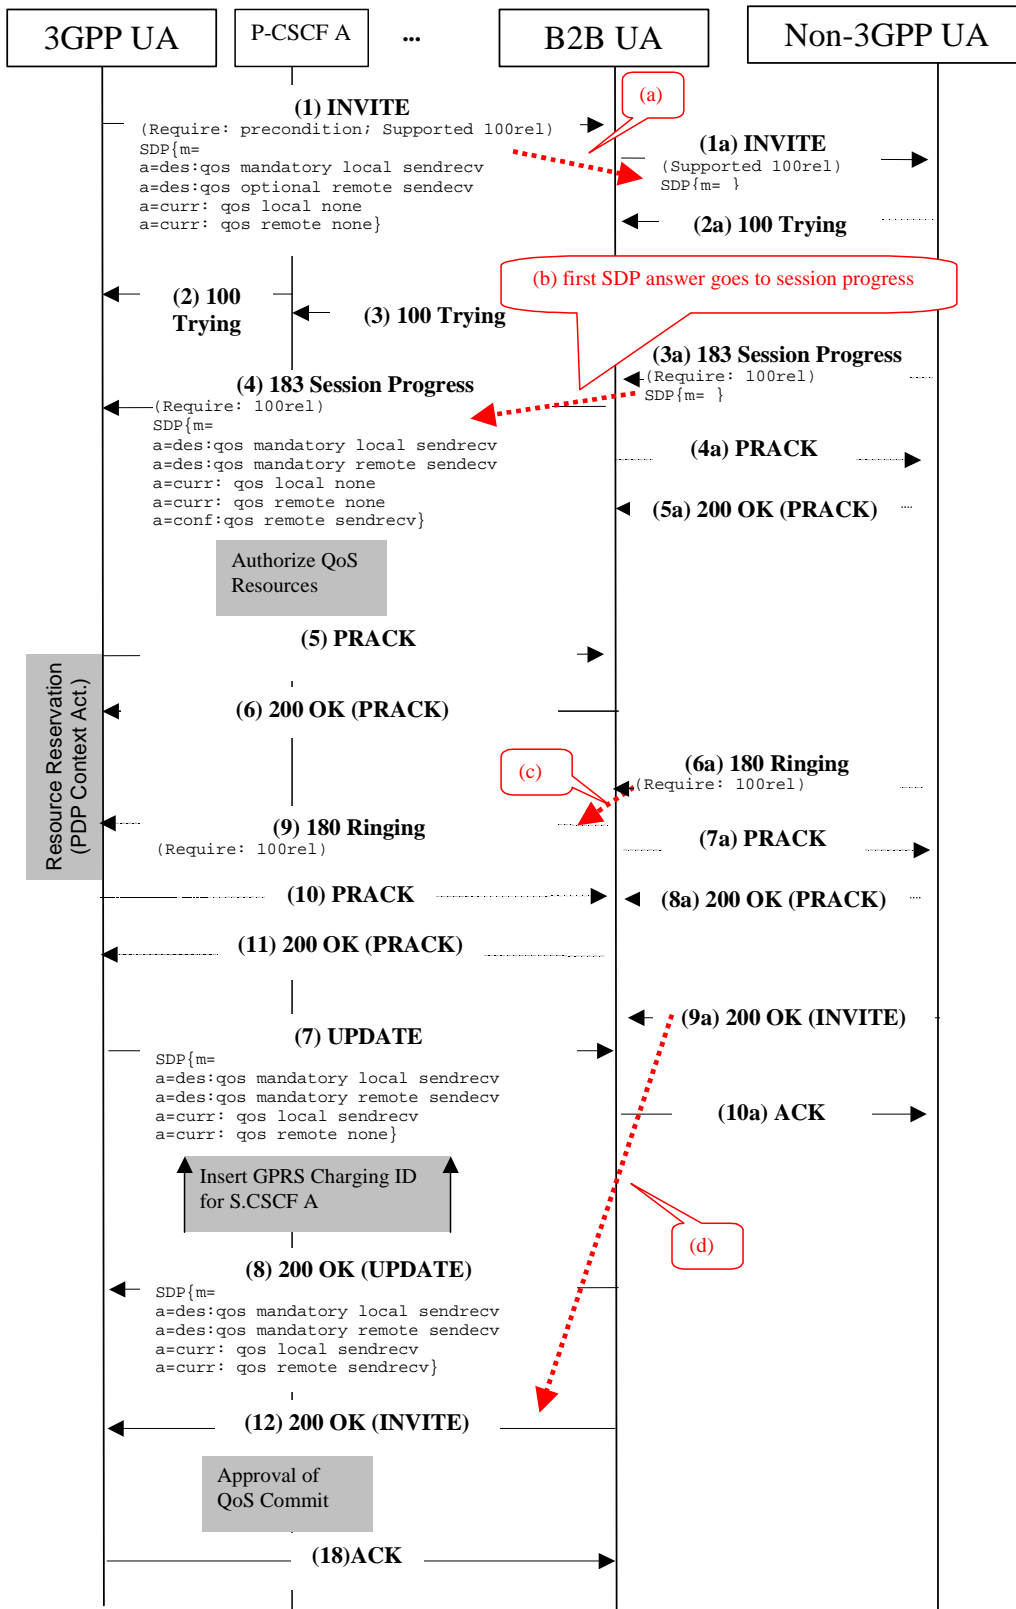 3GPP UA
P-CSCF A
...
B2B UA
Non-3GPP UA
(a)
(1) INVITE
(Require: precondition; Supported 100rel)
SDP{m=
a=des:qos mandatory local sendrecv
a=des:qos optional remote sendecv
a=curr: qos local none
a=curr: qos remote none}
(1a) INVITE
(Supported 100rel)
SDP{m= }
(2a) 100 Trying
(b) first SDP answer goes to session progress
(2) 100
Trying
(3) 100 Trying
(3a) 183 Session Progress
(Require: 100rel)
SDP{m= }
(4) 183 Session Progress
(Require: 100rel)
SDP{m=
a=des:qos mandatory local sendrecv
a=des:qos mandatory remote sendecv
a=curr: qos local none
a=curr: qos remote none
a=conf:qos remote sendrecv}
(4a) PRACK
(5a) 200 OK (PRACK)
Authorize QoS
Resources
(5) PRACK
Resource Reservation
(PDP Context Act.)
(6) 200 OK (PRACK)
(6a) 180 Ringing
(Require: 100rel)
(c)
(9) 180 Ringing
(Require: 100rel)
(7a) PRACK
(10) PRACK
(8a) 200 OK (PRACK)
(11) 200 OK (PRACK)
(9a) 200 OK (INVITE)
(7) UPDATE
SDP{m=
a=des:qos mandatory local sendrecv
a=des:qos mandatory remote sendecv
a=curr: qos local sendrecv
a=curr: qos remote none}
(10a) ACK
Insert GPRS Charging ID
for S.CSCF A
(d)
(8) 200 OK (UPDATE)
SDP{m=
a=des:qos mandatory local sendrecv
a=des:qos mandatory remote sendecv
a=curr: qos local sendrecv
a=curr: qos remote sendrecv}
(12) 200 OK (INVITE)
Approval of
QoS Commit
(18)ACK